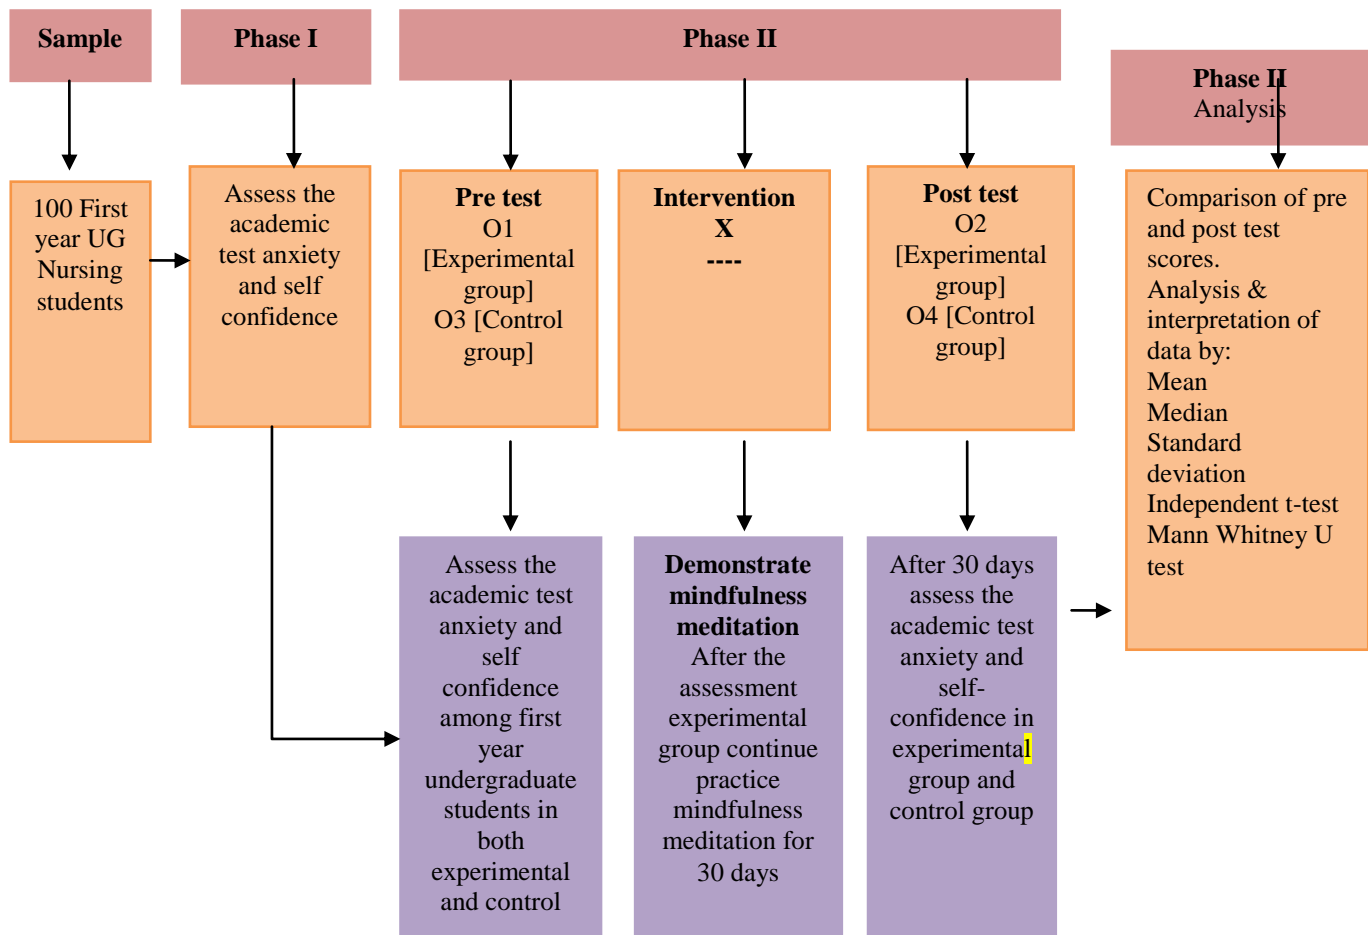 Sample
Phase I
Phase II
Phase II
Analysis
100 First
year UG
Nursing
students
Assess the
academic
test anxiety
and self
confidence
Pre test
O1
[Experimental
group]
O3 [Control
group]
Intervention
X
----
Post test
O2
[Experimental
group]
O4 [Control
group]
Comparison of pre
and post test
scores.
Analysis &
interpretation of
data by:
Mean
Median
Standard
deviation
Independent t-test
Mann Whitney U
test
Assess the
academic test
anxiety and
self
confidence
among first
year
undergraduate
students in
both
experimental
and control
Demonstrate
mindfulness
meditation
After the
assessment
experimental
group continue
practice
mindfulness
meditation for
30 days
After 30 days
assess the
academic test
anxiety and
self-
confidence in
experimental
group and
control group